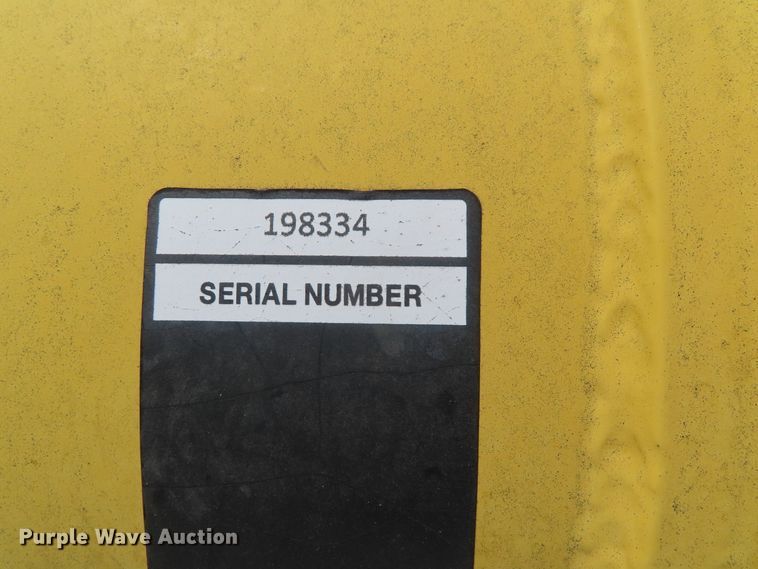 198334
SERIAL NUMBER
Purple Wave Auction